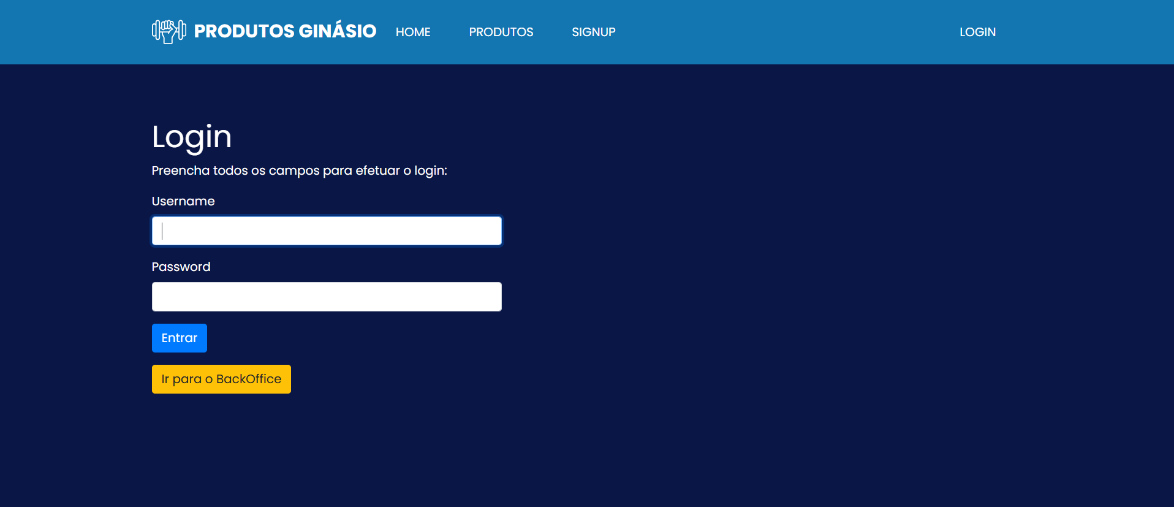 PRODUTOS GINÁSIO HOME PRODUTOS SIGNUP LOGIN
Login
Preencha todos os campos para efetuar o login:
Username
Password
Entrar
Ir para o BackOffice